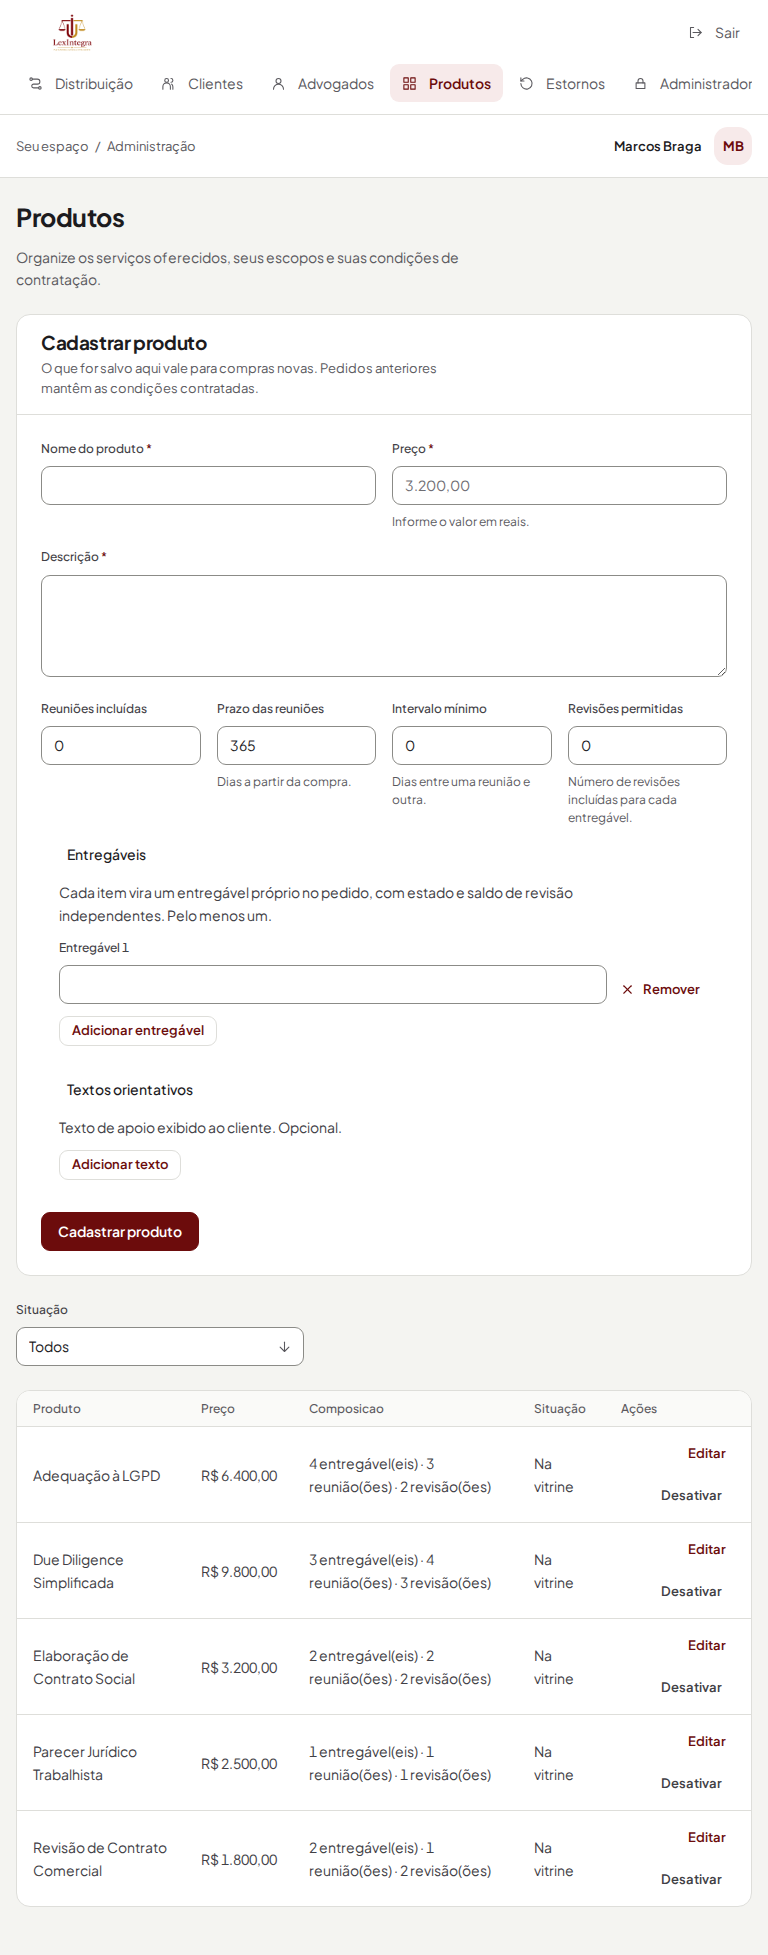 LexIntegra
Sair
Distribuição
Clientes
Advogados
Produtos
Estornos
Administrador
Seu espaço / Administração
Marcos Braga
MB
Produtos
Organize os serviços oferecidos, seus escopos e suas condições de
contratação.
Cadastrar produto
O que for salvo aqui vale para compras novas. Pedidos anteriores
mantêm as condições contratadas.
Nome do produto *
Preço *
3.200,00
Informe o valor em reais.
Descrição *
Reuniões incluídas
Prazo das reuniões
Intervalo mínimo
Revisões permitidas
0
365
0
0
Dias a partir da compra.
Dias entre uma reunião e
outra.
Número de revisões
incluídas para cada
entregável.
Entregáveis
Cada item vira um entregável próprio no pedido, com estado e saldo de revisão
independentes. Pelo menos um.
Entregável 1
Remover
Adicionar entregável
Textos orientativos
Texto de apoio exibido ao cliente. Opcional.
Adicionar texto
Cadastrar produto
Situação
Todos
Produto
Preço
Composicao
Situação
Ações
Adequação à LGPD
R$ 6.400,00
4 entregável(eis) · 3
reunião(ões) · 2 revisão(ões)
Na
vitrine
Editar
Desativar
Due Diligence
Simplificada
R$ 9.800,00
3 entregável(eis) · 4
reunião(ões) · 3 revisão(ões)
Na
vitrine
Editar
Desativar
Elaboração de
Contrato Social
R$ 3.200,00
2 entregável(eis) · 2
reunião(ões) · 2 revisão(ões)
Na
vitrine
Editar
Desativar
Parecer Jurídico
Trabalhista
R$ 2.500,00
1 entregável(eis) · 1
reunião(ões) · 1 revisão(ões)
Na
vitrine
Editar
Desativar
Revisão de Contrato
Comercial
R$ 1.800,00
2 entregável(eis) · 1
reunião(ões) · 2 revisão(ões)
Na
vitrine
Editar
Desativar